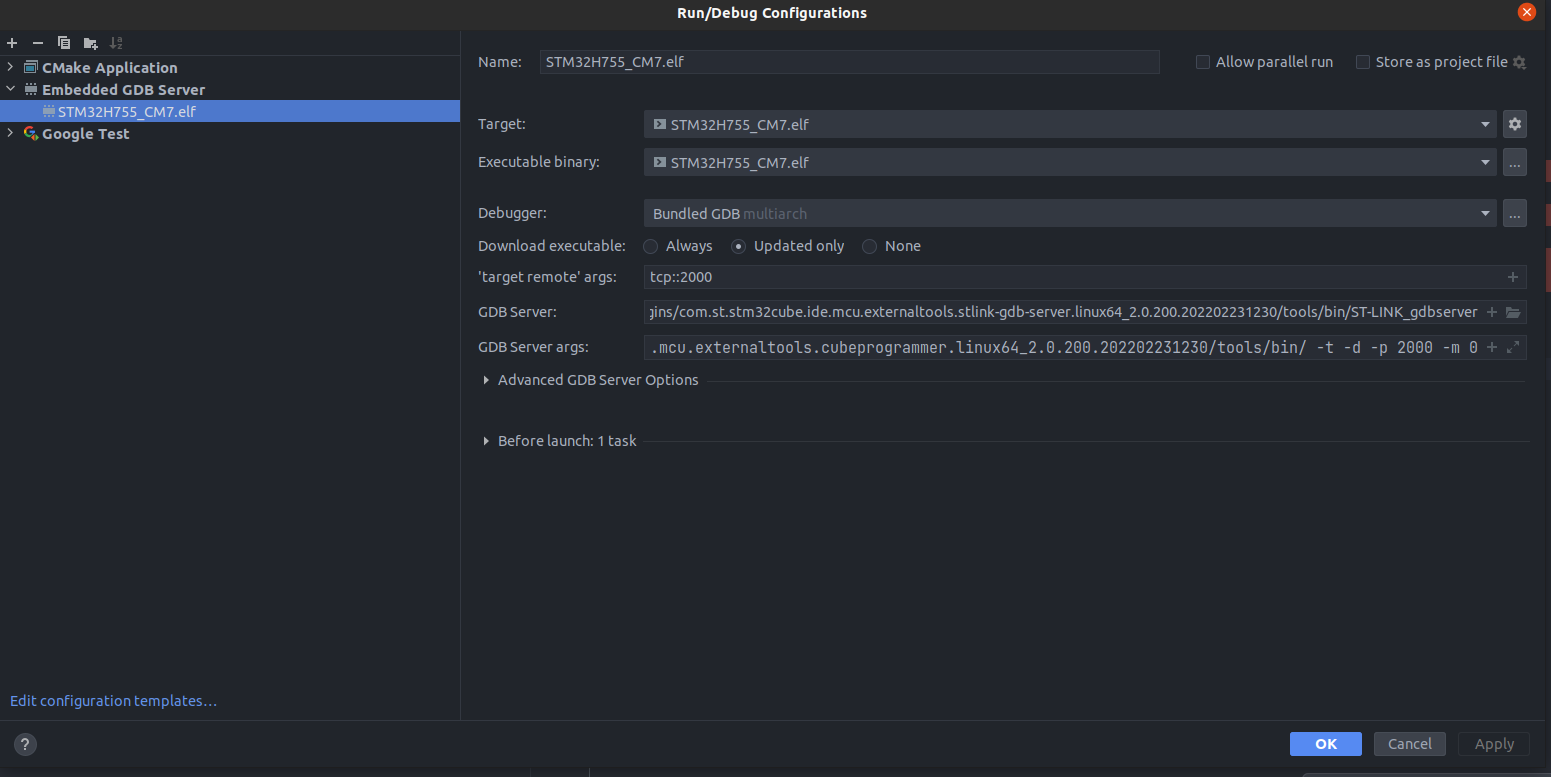 Run/Debug Configurations
CMake Application
Embedded GDB Server
STM32H755_CM7.elf
Google Test
Edit configuration templates...
Name: STM32H755_CM7.elf Allow parallel run Store as project file
Target: STM32H755_CM7.elf
Executable binary: STM32H755_CM7.elf ...
Debugger: Bundled GDB multiarch ...
Download executable: Always Updated only None
'target remote' args: tcp::2000
GDB Server: gins/com.st.stm32cube.ide.mcu.externaltools.stlink-gdb-server.linux64_2.0.200.202202231230/tools/bin/ST-LINK_gdbserver
GDB Server args: .mcu.externaltools.cubeprogrammer.linux64_2.0.200.202202231230/tools/bin/ -t -d -p 2000 -m 0
Advanced GDB Server Options
Before launch: 1 task
? OK Cancel Apply